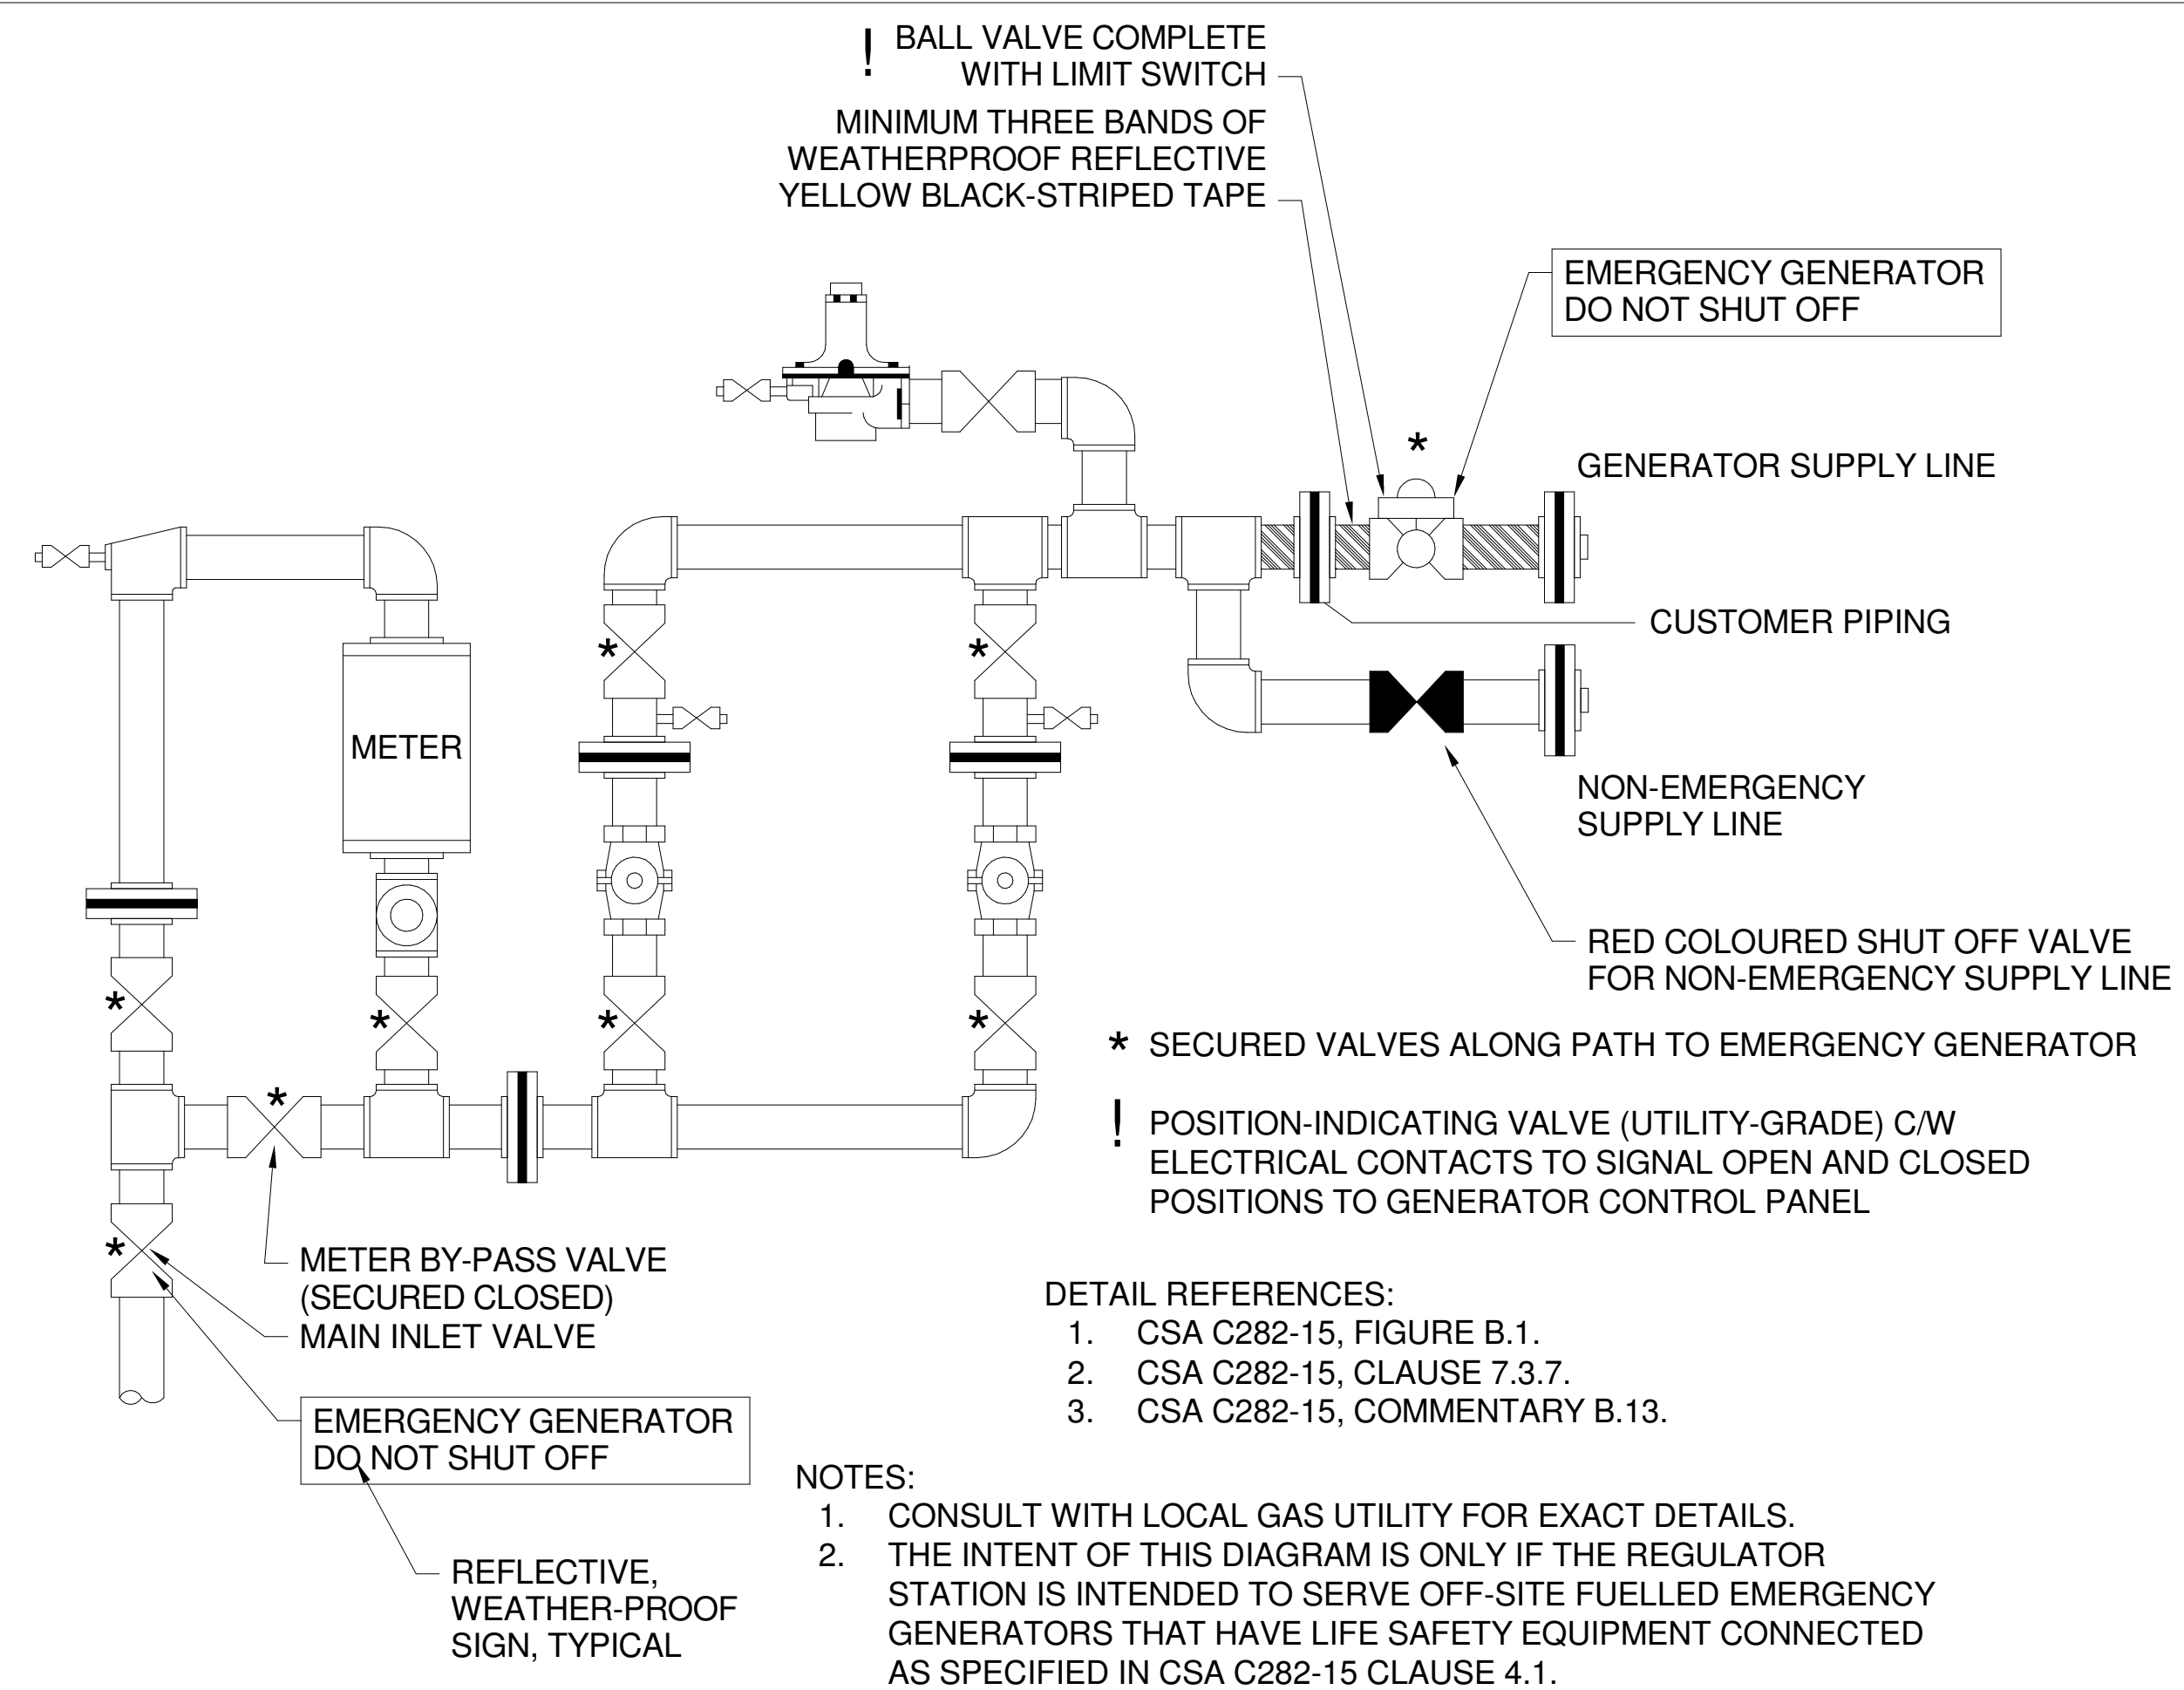 ! BALL VALVE COMPLETE
WITH LIMIT SWITCH
MINIMUM THREE BANDS OF
WEATHERPROOF REFLECTIVE
YELLOW BLACK-STRIPED TAPE
EMERGENCY GENERATOR
DO NOT SHUT OFF
*
GENERATOR SUPPLY LINE
CUSTOMER PIPING
*
*
METER
NON-EMERGENCY
SUPPLY LINE
RED COLOURED SHUT OFF VALVE
FOR NON-EMERGENCY SUPPLY LINE
*
*
*
*
* SECURED VALVES ALONG PATH TO EMERGENCY GENERATOR
*
! POSITION-INDICATING VALVE (UTILITY-GRADE) C/W
ELECTRICAL CONTACTS TO SIGNAL OPEN AND CLOSED
POSITIONS TO GENERATOR CONTROL PANEL
*
METER BY-PASS VALVE
(SECURED CLOSED)
MAIN INLET VALVE
EMERGENCY GENERATOR
DO NOT SHUT OFF
REFLECTIVE,
WEATHER-PROOF
SIGN, TYPICAL
DETAIL REFERENCES:
1. CSA C282-15, FIGURE B.1.
2. CSA C282-15, CLAUSE 7.3.7.
3. CSA C282-15, COMMENTARY B.13.
NOTES:
1. CONSULT WITH LOCAL GAS UTILITY FOR EXACT DETAILS.
2. THE INTENT OF THIS DIAGRAM IS ONLY IF THE REGULATOR
STATION IS INTENDED TO SERVE OFF-SITE FUELLED EMERGENCY
GENERATORS THAT HAVE LIFE SAFETY EQUIPMENT CONNECTED
AS SPECIFIED IN CSA C282-15 CLAUSE 4.1.